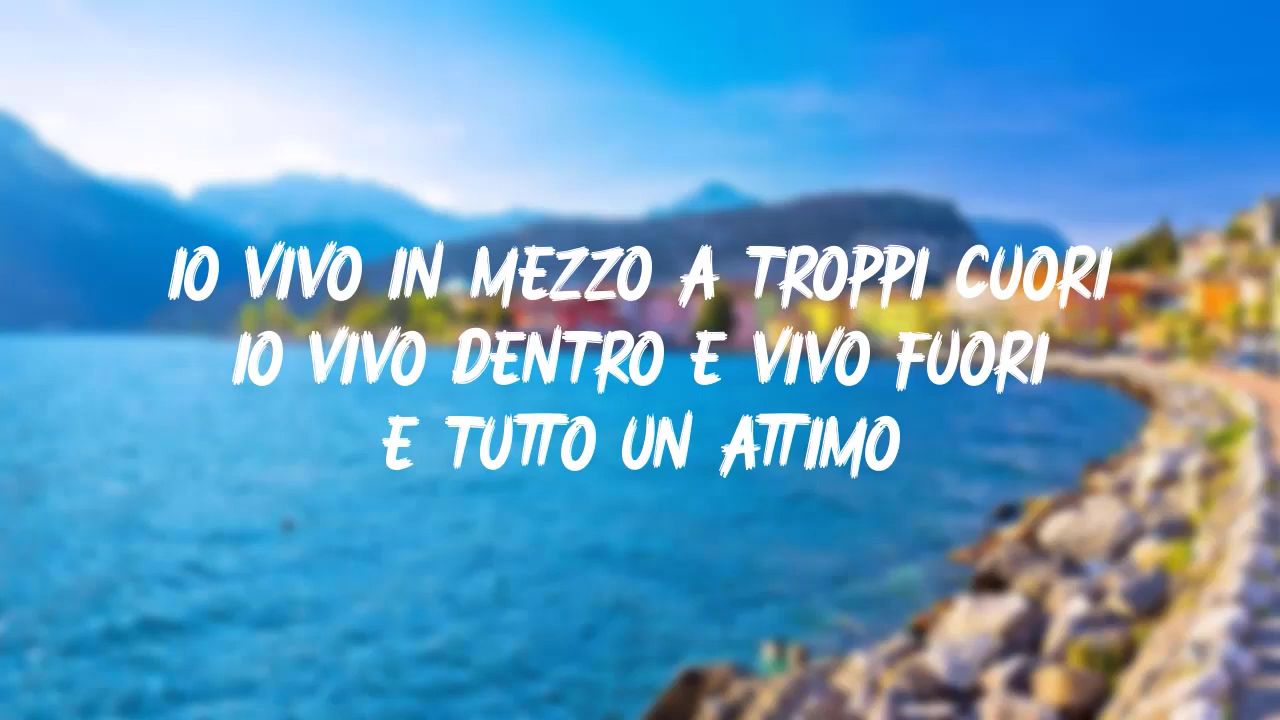 IO VIVO IN MEZZO A TROPPI CUORI
IO VIVO DENTRO E VIVO FUORI
E TUTTO UN ATTIMO